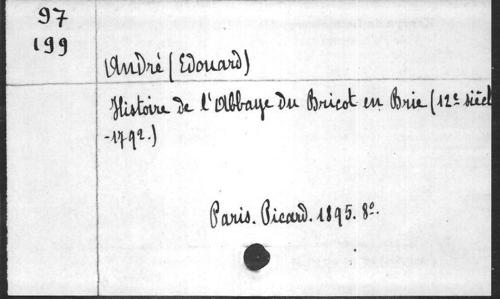 97
199
André (Edouard)
Histoire de l'Abbaye du Bricot en Brie (12e siècl
-1792.)
Paris. Picard. 1895. 8º.